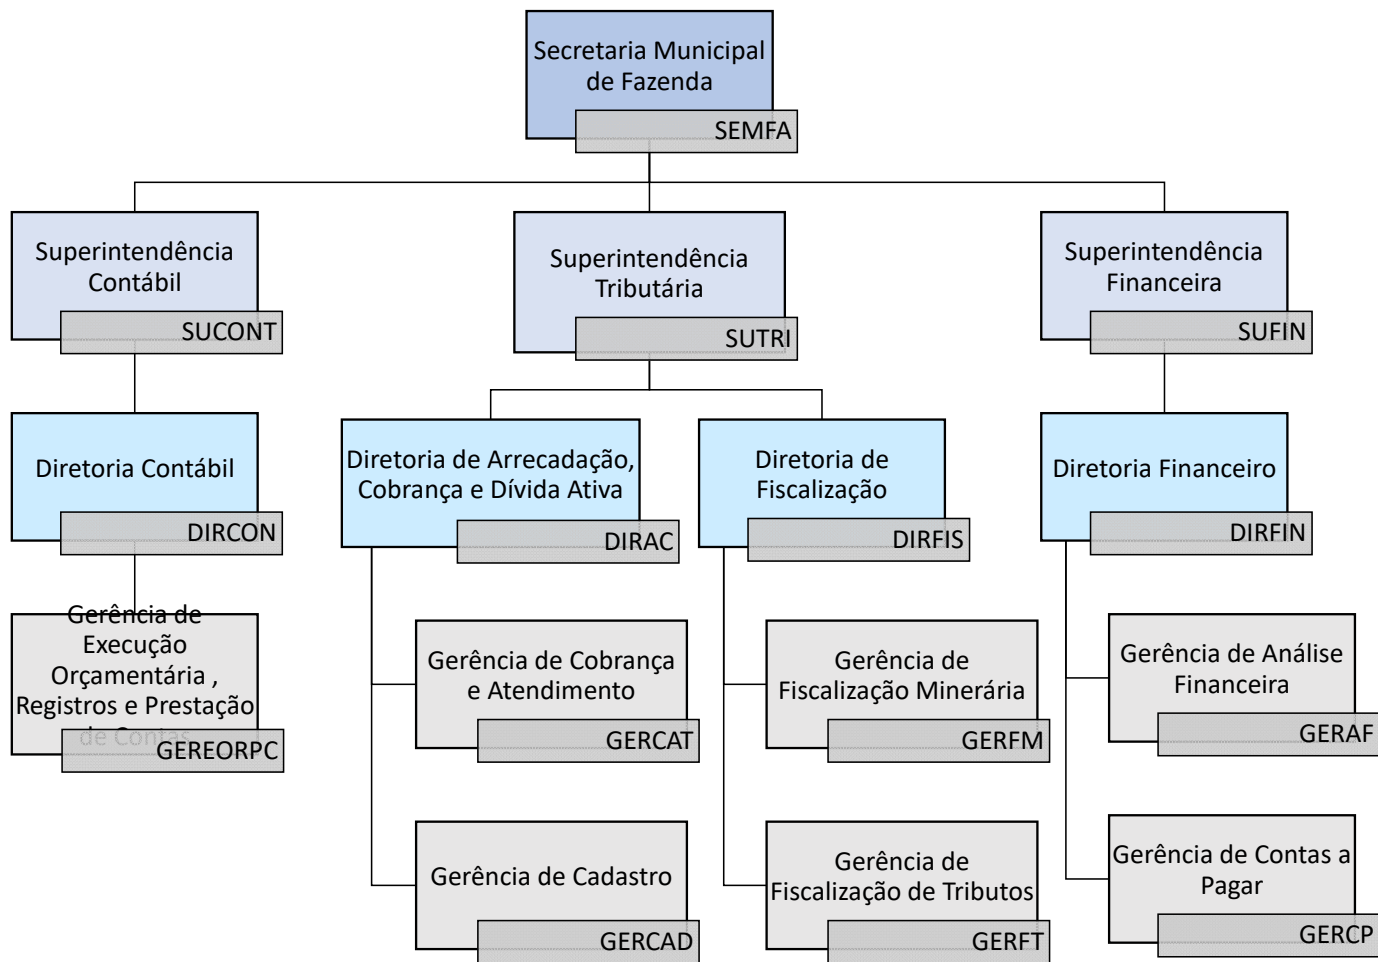 Secretaria Municipal
de Fazenda
SEMFA
Superintendência
Contábil
SUCONT
Superintendência
Tributária
SUTRI
Superintendência
Financeira
SUFIN
Diretoria Contábil
DIRCON
Diretoria de Arrecadação,
Cobrança e Dívida Ativa
DIRAC
Diretoria de
Fiscalização
DIRFIS
Diretoria Financeiro
DIRFIN
Gerência de
Execução
Orçamentária ,
Registros e Prestação
de Contas
GEREORPC
Gerência de Cobrança
e Atendimento
GERCAT
Gerência de
Fiscalização Minerária
GERFM
Gerência de Análise
Financeira
GERAF
Gerência de Cadastro
GERCAD
Gerência de
Fiscalização de Tributos
GERFT
Gerência de Contas a
Pagar
GERCP